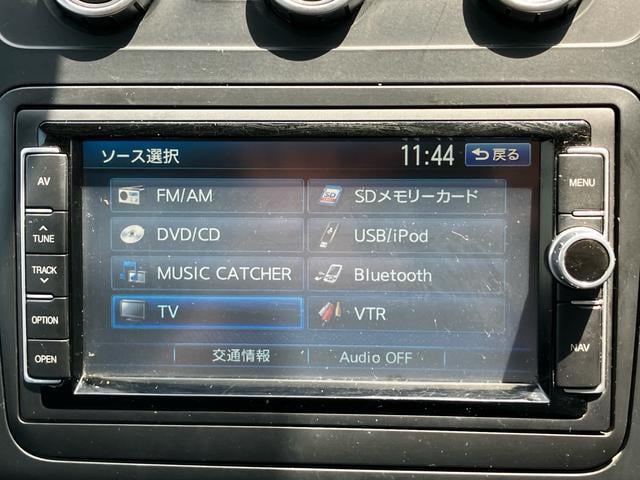 ソース選択 11:44 戻る
FM/AM SDメモリーカード
DVD/CD USB/iPod
MUSIC CATCHER Bluetooth
TV VTR
交通情報 Audio OFF
AV
TUNE
TRACK
OPTION
OPEN
MENU
NAV